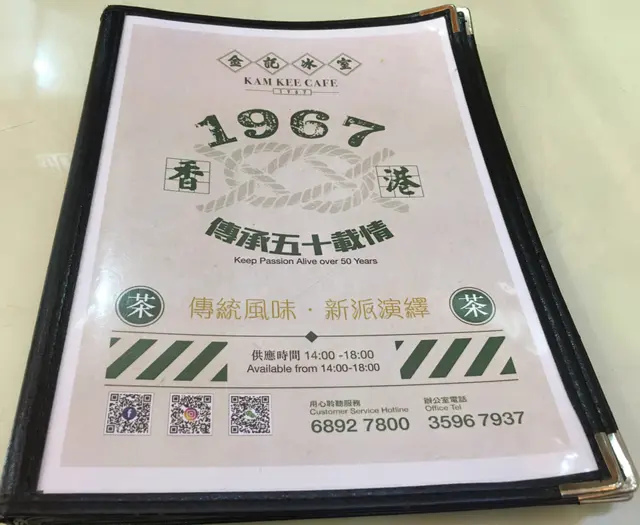 金記冰室
KAM KEE CAFE
1967
1967
香 港
傳承五十載情
Keep Passion Alive over 50 Years
茶 傳統風味·新派演繹 茶
供應時間 14:00 -18:00
Available from 14:00-18:00
用心聆聽服務 辦公室電話
Customer Service Hotline Office Tel
6892 7800 3596 7937